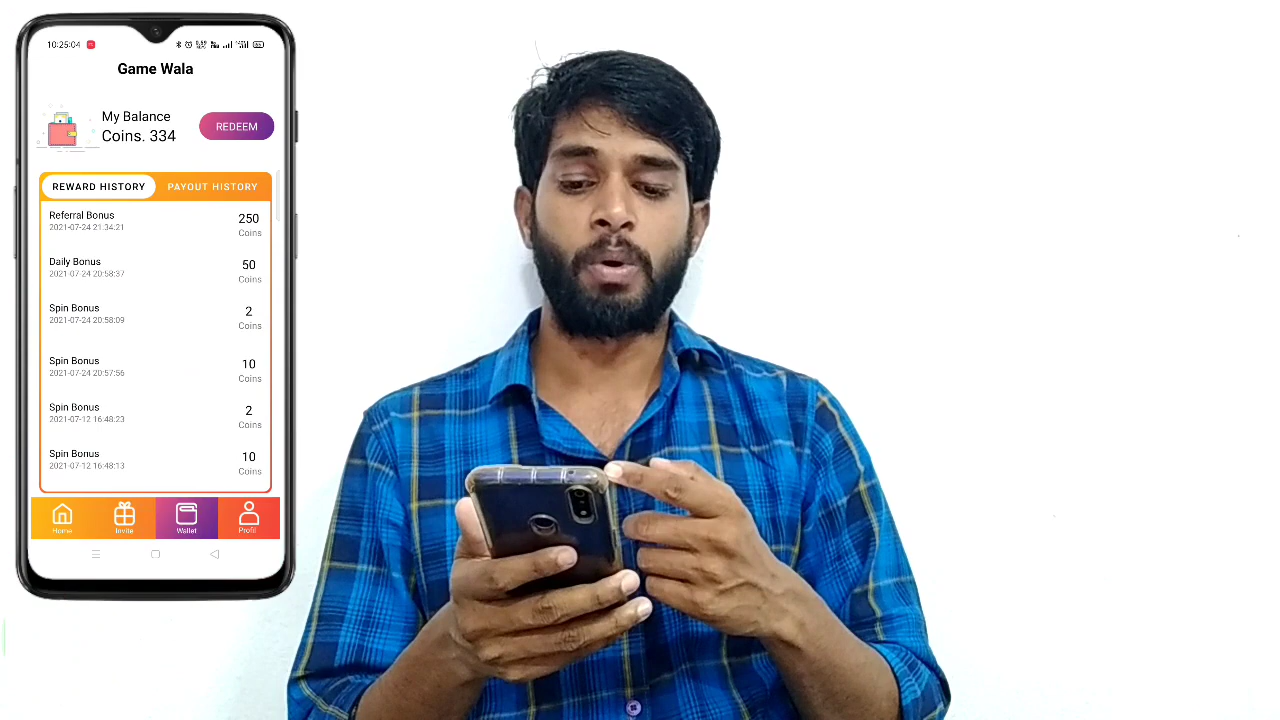 10:25:04
Game Wala
My Balance
Coins. 334
REDEEM
REWARD HISTORY
PAYOUT HISTORY
Referral Bonus
2021-07-24 21:34:21
250
Coins
Daily Bonus
2021-07-24 20:58:37
50
Coins
Spin Bonus
2021-07-24 20:58:09
2
Coins
Spin Bonus
2021-07-24 20:57:56
10
Coins
Spin Bonus
2021-07-12 16:48:23
2
Coins
Spin Bonus
2021-07-12 16:48:13
10
Coins
Home
Invite
Wallet
Profil